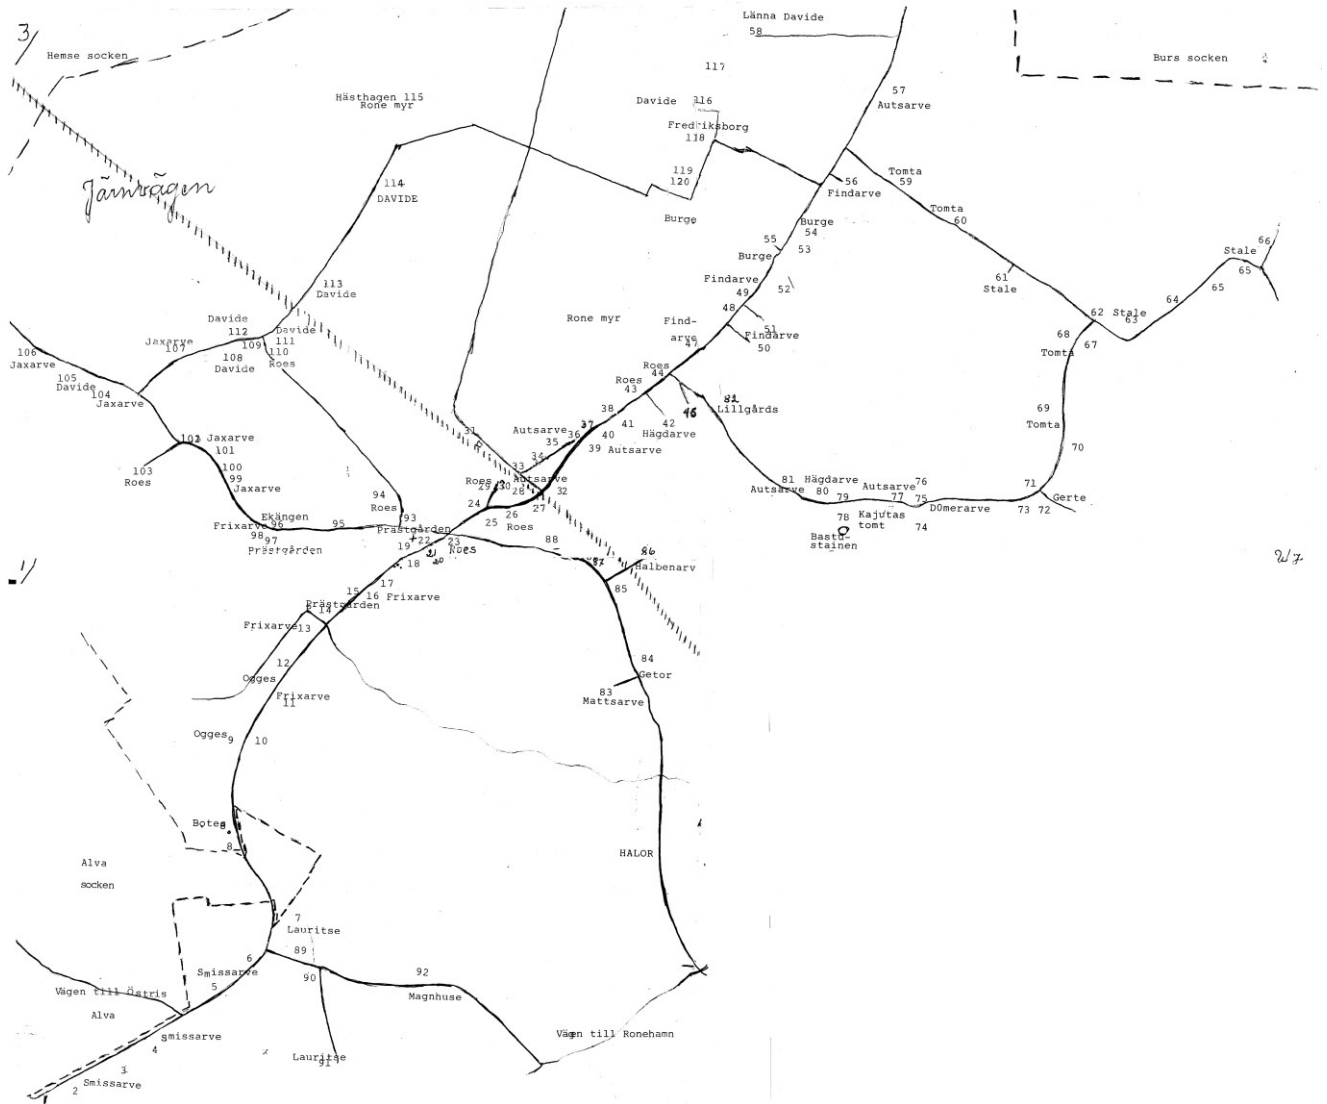 3/
Hemse socken
Länna Davide
58
Burs socken
117
Hästhagen 115
Rone myr
Davide 116
57
Autsarve
Fredriksborg
118
119
120
Järnvägen
114
DAVIDE
56
Findarve
Tomta
59
Tomta
60
Burge
Burge
54
53
55
Burge
Stale
66
65
61
Stale
Findarve
49
52
48
51
Findarve
50
64
65
113
Davide
62 Stale
63
Davide
112
Davide
111
109
110
Roes
108
Davide
Jaxarve
107
Rone myr
Find-
arve
47
68
67
Tomta
106
Jaxarve
105
Davide
104
Jaxarve
Roes
44
Roes
43
46
82
Lillgårds
38
41
42
Hägdarve
69
Tomta
31
Autsarve
37
36
35
34
40
39 Autsarve
70
Jaxarve
101
100
99
Jaxarve
103
Roes
33
Autsarve
28
32
27
Roes
29 30
24
25
26
Roes
81
Autsarve
Hägdarve
80
79
Autsarve
76
77
75
71
Gerte
73 72
DÖmerarve
74
78
Kajutas
tomt
Bastu-
stainen
94
Roes
93
Ekängen
96
95
Frixarve
98
97
Prästgården
Prästgården
22
23
Roes
21
20
19
18
88
87
86
Halbenarv
85
1/
17
16 Frixarve
15
Prästgården
14
Frixarve
13
12
Ogges
Frixarve
11
84
Getor
83
Mattsarve
Ogges
9
10
Botes
8
8
HALOR
Alva
socken
7
Lauritse
89
90
6
Smissarve
5
92
Magnhuse
Vägen till Östris
Alva
Smissarve
4
Lauritse
91
Vägen till Ronehamn
3
Smissarve
2
1